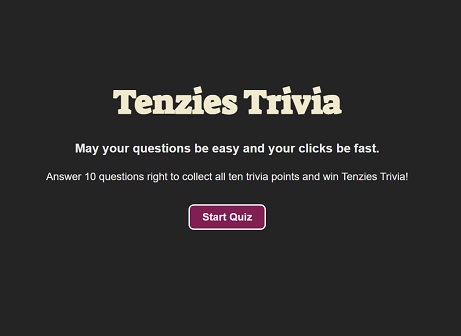 Tenzies Trivia
May your questions be easy and your clicks be fast.
Answer 10 questions right to collect all ten trivia points and win Tenzies Trivia!
Start Quiz